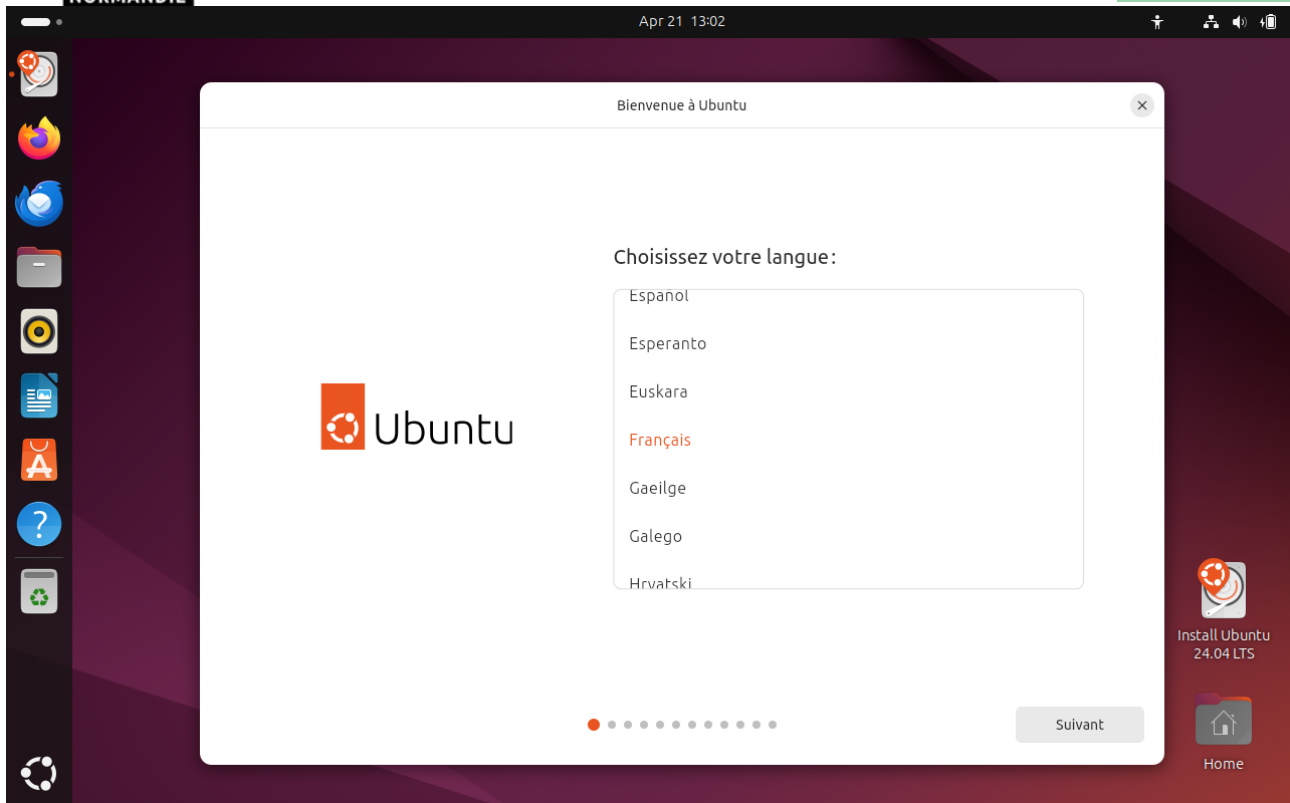 NORMANDIE
Apr 21 13:02
Bienvenue à Ubuntu
Choisissez votre langue :
Español
Esperanto
Euskara
Français
Gaeilge
Galego
Hrvatski
Ubuntu
Suivant
Install Ubuntu
24.04 LTS
Home